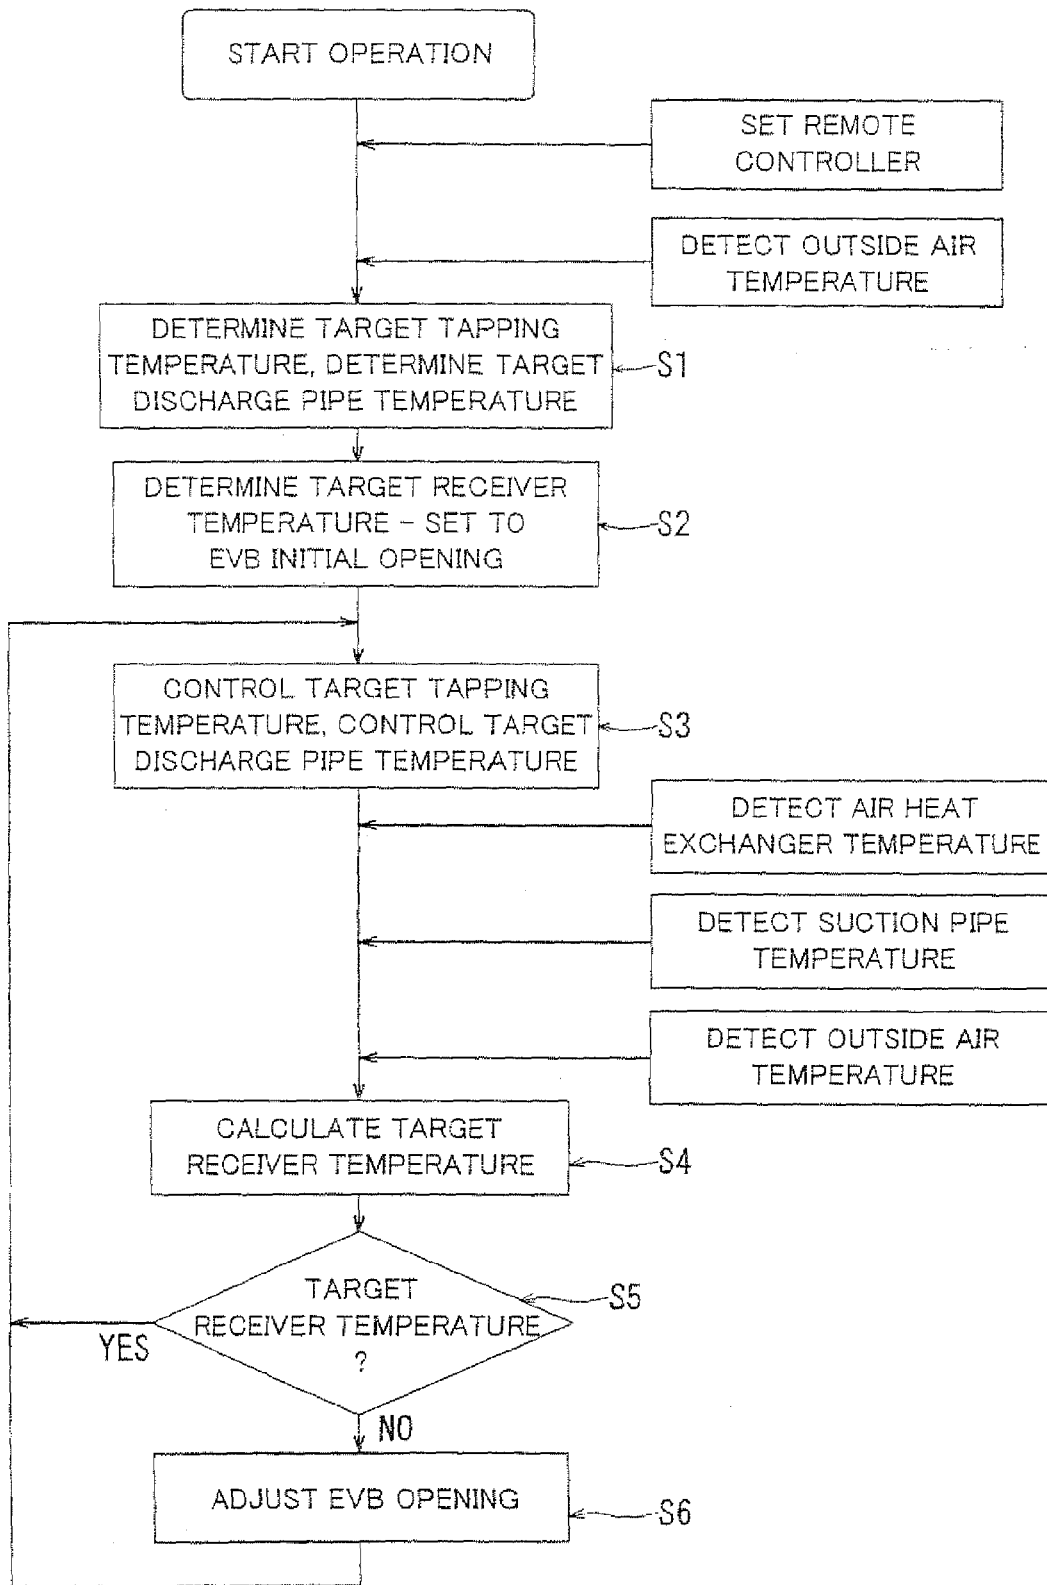 START OPERATION
SET REMOTE
CONTROLLER
DETECT OUTSIDE AIR
TEMPERATURE
DETERMINE TARGET TAPPING
TEMPERATURE, DETERMINE TARGET
DISCHARGE PIPE TEMPERATURE
S1
DETERMINE TARGET RECEIVER
TEMPERATURE – SET TO
EVB INITIAL OPENING
S2
CONTROL TARGET TAPPING
TEMPERATURE, CONTROL TARGET
DISCHARGE PIPE TEMPERATURE
S3
DETECT AIR HEAT
EXCHANGER TEMPERATURE
DETECT SUCTION PIPE
TEMPERATURE
DETECT OUTSIDE AIR
TEMPERATURE
CALCULATE TARGET
RECEIVER TEMPERATURE
S4
TARGET
RECEIVER TEMPERATURE
?
S5
YES
NO
ADJUST EVB OPENING
S6